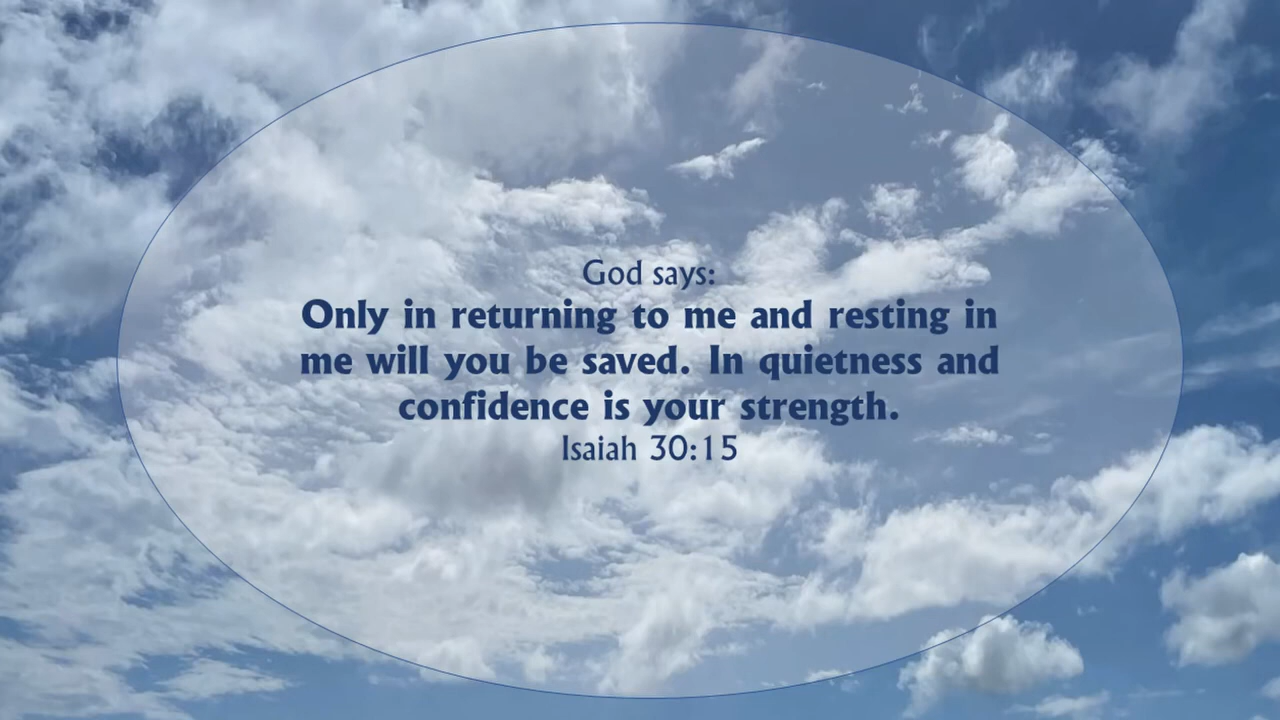 God says:
Only in returning to me and resting in
me will you be saved. In quietness and
confidence is your strength.
Isaiah 30:15